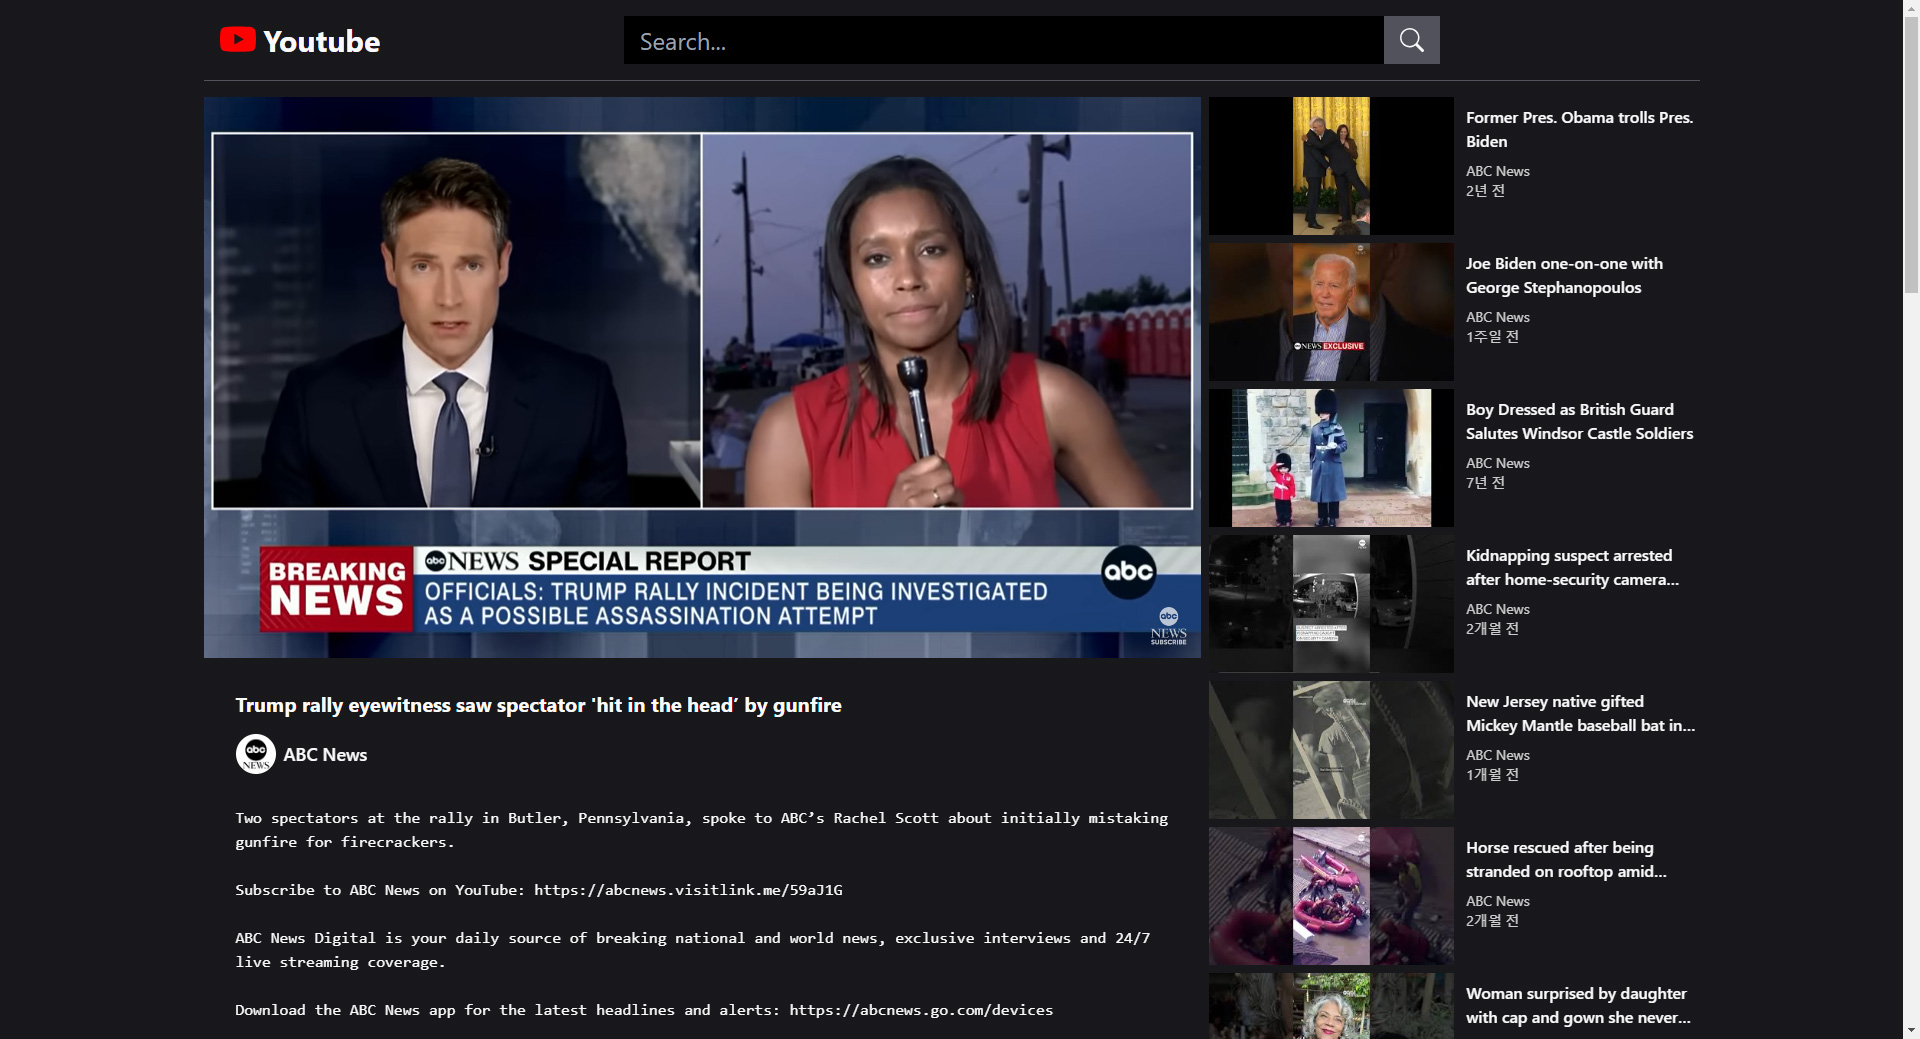 Youtube
Search...
BREAKING
NEWS
abc NEWS SPECIAL REPORT
OFFICIALS: TRUMP RALLY INCIDENT BEING INVESTIGATED
AS A POSSIBLE ASSASSINATION ATTEMPT
abc
abc
NEWS
SUBSCRIBE
Trump rally eyewitness saw spectator 'hit in the head’ by gunfire
abc
NEWS
ABC News
Two spectators at the rally in Butler, Pennsylvania, spoke to ABC’s Rachel Scott about initially mistaking
gunfire for firecrackers.
Subscribe to ABC News on YouTube: https://abcnews.visitlink.me/59aJ1G
ABC News Digital is your daily source of breaking national and world news, exclusive interviews and 24/7
live streaming coverage.
Download the ABC News app for the latest headlines and alerts: https://abcnews.go.com/devices
Former Pres. Obama trolls Pres.
Biden
ABC News
2년 전
NEWS EXCLUSIVE
Joe Biden one-on-one with
George Stephanopoulos
ABC News
1주일 전
Boy Dressed as British Guard
Salutes Windsor Castle Soldiers
ABC News
7년 전
Kidnapping suspect arrested
after home-security camera...
ABC News
2개월 전
New Jersey native gifted
Mickey Mantle baseball bat in...
ABC News
1개월 전
Horse rescued after being
stranded on rooftop amid...
ABC News
2개월 전
Woman surprised by daughter
with cap and gown she never...